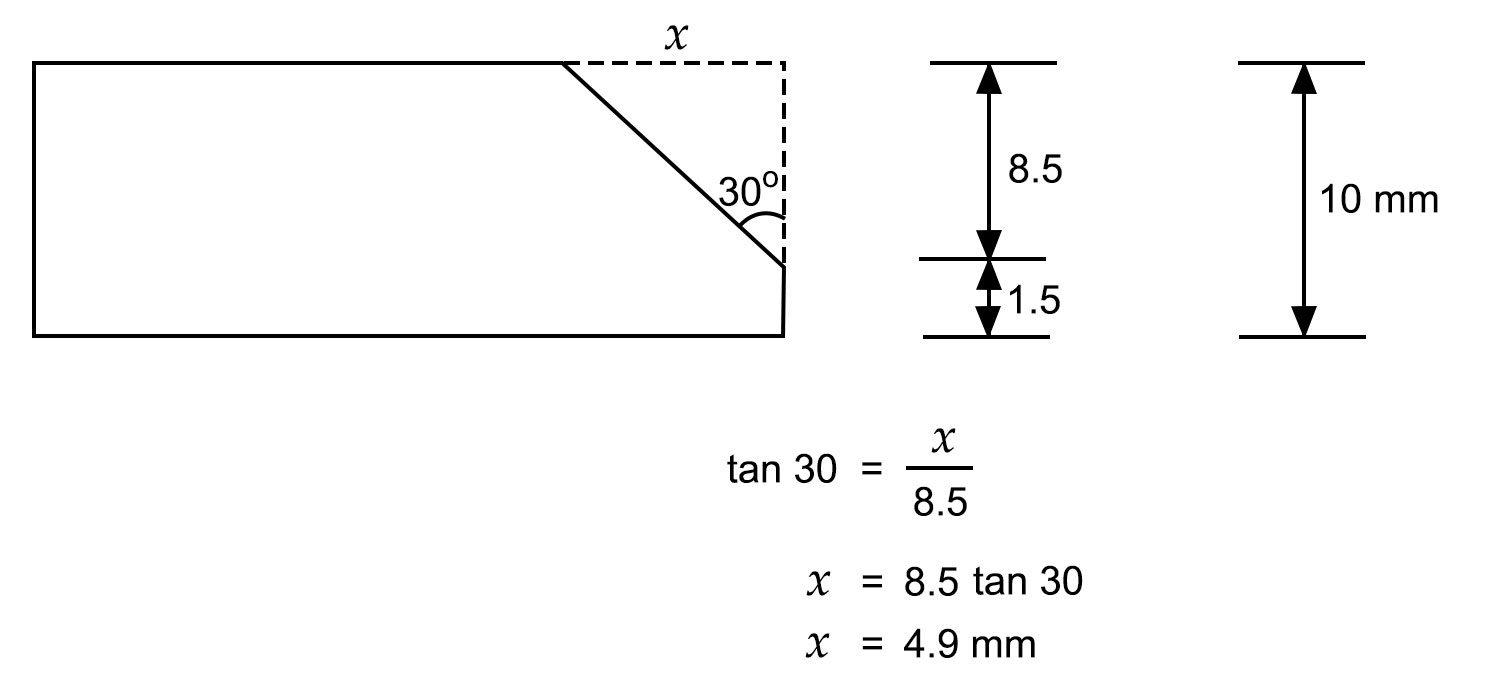 x
30°
8.5
10 mm
1.5
tan 30 = x / 8.5
x = 8.5 tan 30
x = 4.9 mm